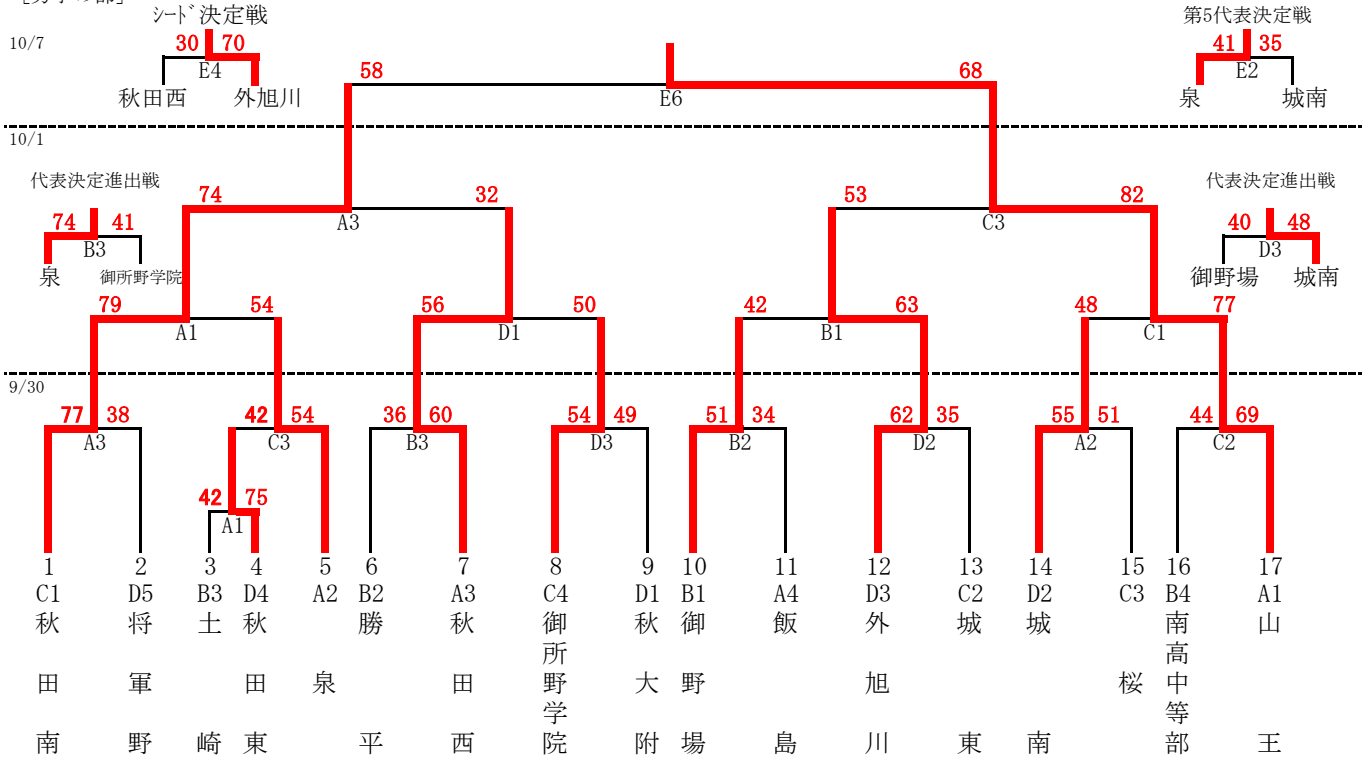 [男子の部]
シード決定戦
第5代表決定戦
10/7
30 70
41 35
E4
E2
58
68
秋田西 外旭川
E6
泉 城南
10/1
代表決定進出戦
代表決定進出戦
74
32
53
82
A3
C3
74 41
40 48
B3
D3
泉 御所野学院
御野場 城南
79 54
56 50
42 63
48 77
A1
D1
B1
C1
9/30
77 38
42 54
36 60
54 49
51 34
62 35
55 51
44 69
A3
C3
B3
D3
B2
D2
A2
C2
42 75
A1
1 2 3 4 5 6 7 8 9 10 11 12 13 14 15 16 17
C1 D5 B3 D4 A2 B2 A3 C4 D1 B1 A4 D3 C2 D2 C3 B4 A1
秋田南
将軍野
土崎
秋田東
泉
勝平
秋田西
御所野学院
秋大附
御野場
飯島
外旭川
城東
城南
桜
南高中等部
山王